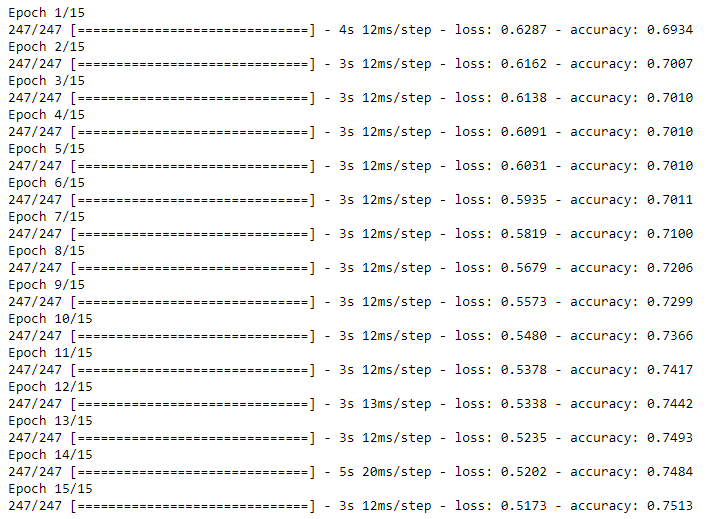 Epoch 1/15
247/247 [==============================] - 4s 12ms/step - loss: 0.6287 - accuracy: 0.6934
Epoch 2/15
247/247 [==============================] - 3s 12ms/step - loss: 0.6162 - accuracy: 0.7007
Epoch 3/15
247/247 [==============================] - 3s 12ms/step - loss: 0.6138 - accuracy: 0.7010
Epoch 4/15
247/247 [==============================] - 3s 12ms/step - loss: 0.6091 - accuracy: 0.7010
Epoch 5/15
247/247 [==============================] - 3s 12ms/step - loss: 0.6031 - accuracy: 0.7010
Epoch 6/15
247/247 [==============================] - 3s 12ms/step - loss: 0.5935 - accuracy: 0.7011
Epoch 7/15
247/247 [==============================] - 3s 12ms/step - loss: 0.5819 - accuracy: 0.7100
Epoch 8/15
247/247 [==============================] - 3s 12ms/step - loss: 0.5679 - accuracy: 0.7206
Epoch 9/15
247/247 [==============================] - 3s 12ms/step - loss: 0.5573 - accuracy: 0.7299
Epoch 10/15
247/247 [==============================] - 3s 12ms/step - loss: 0.5480 - accuracy: 0.7366
Epoch 11/15
247/247 [==============================] - 3s 12ms/step - loss: 0.5378 - accuracy: 0.7417
Epoch 12/15
247/247 [==============================] - 3s 13ms/step - loss: 0.5338 - accuracy: 0.7442
Epoch 13/15
247/247 [==============================] - 3s 12ms/step - loss: 0.5235 - accuracy: 0.7493
Epoch 14/15
247/247 [==============================] - 5s 20ms/step - loss: 0.5202 - accuracy: 0.7484
Epoch 15/15
247/247 [==============================] - 3s 12ms/step - loss: 0.5173 - accuracy: 0.7513